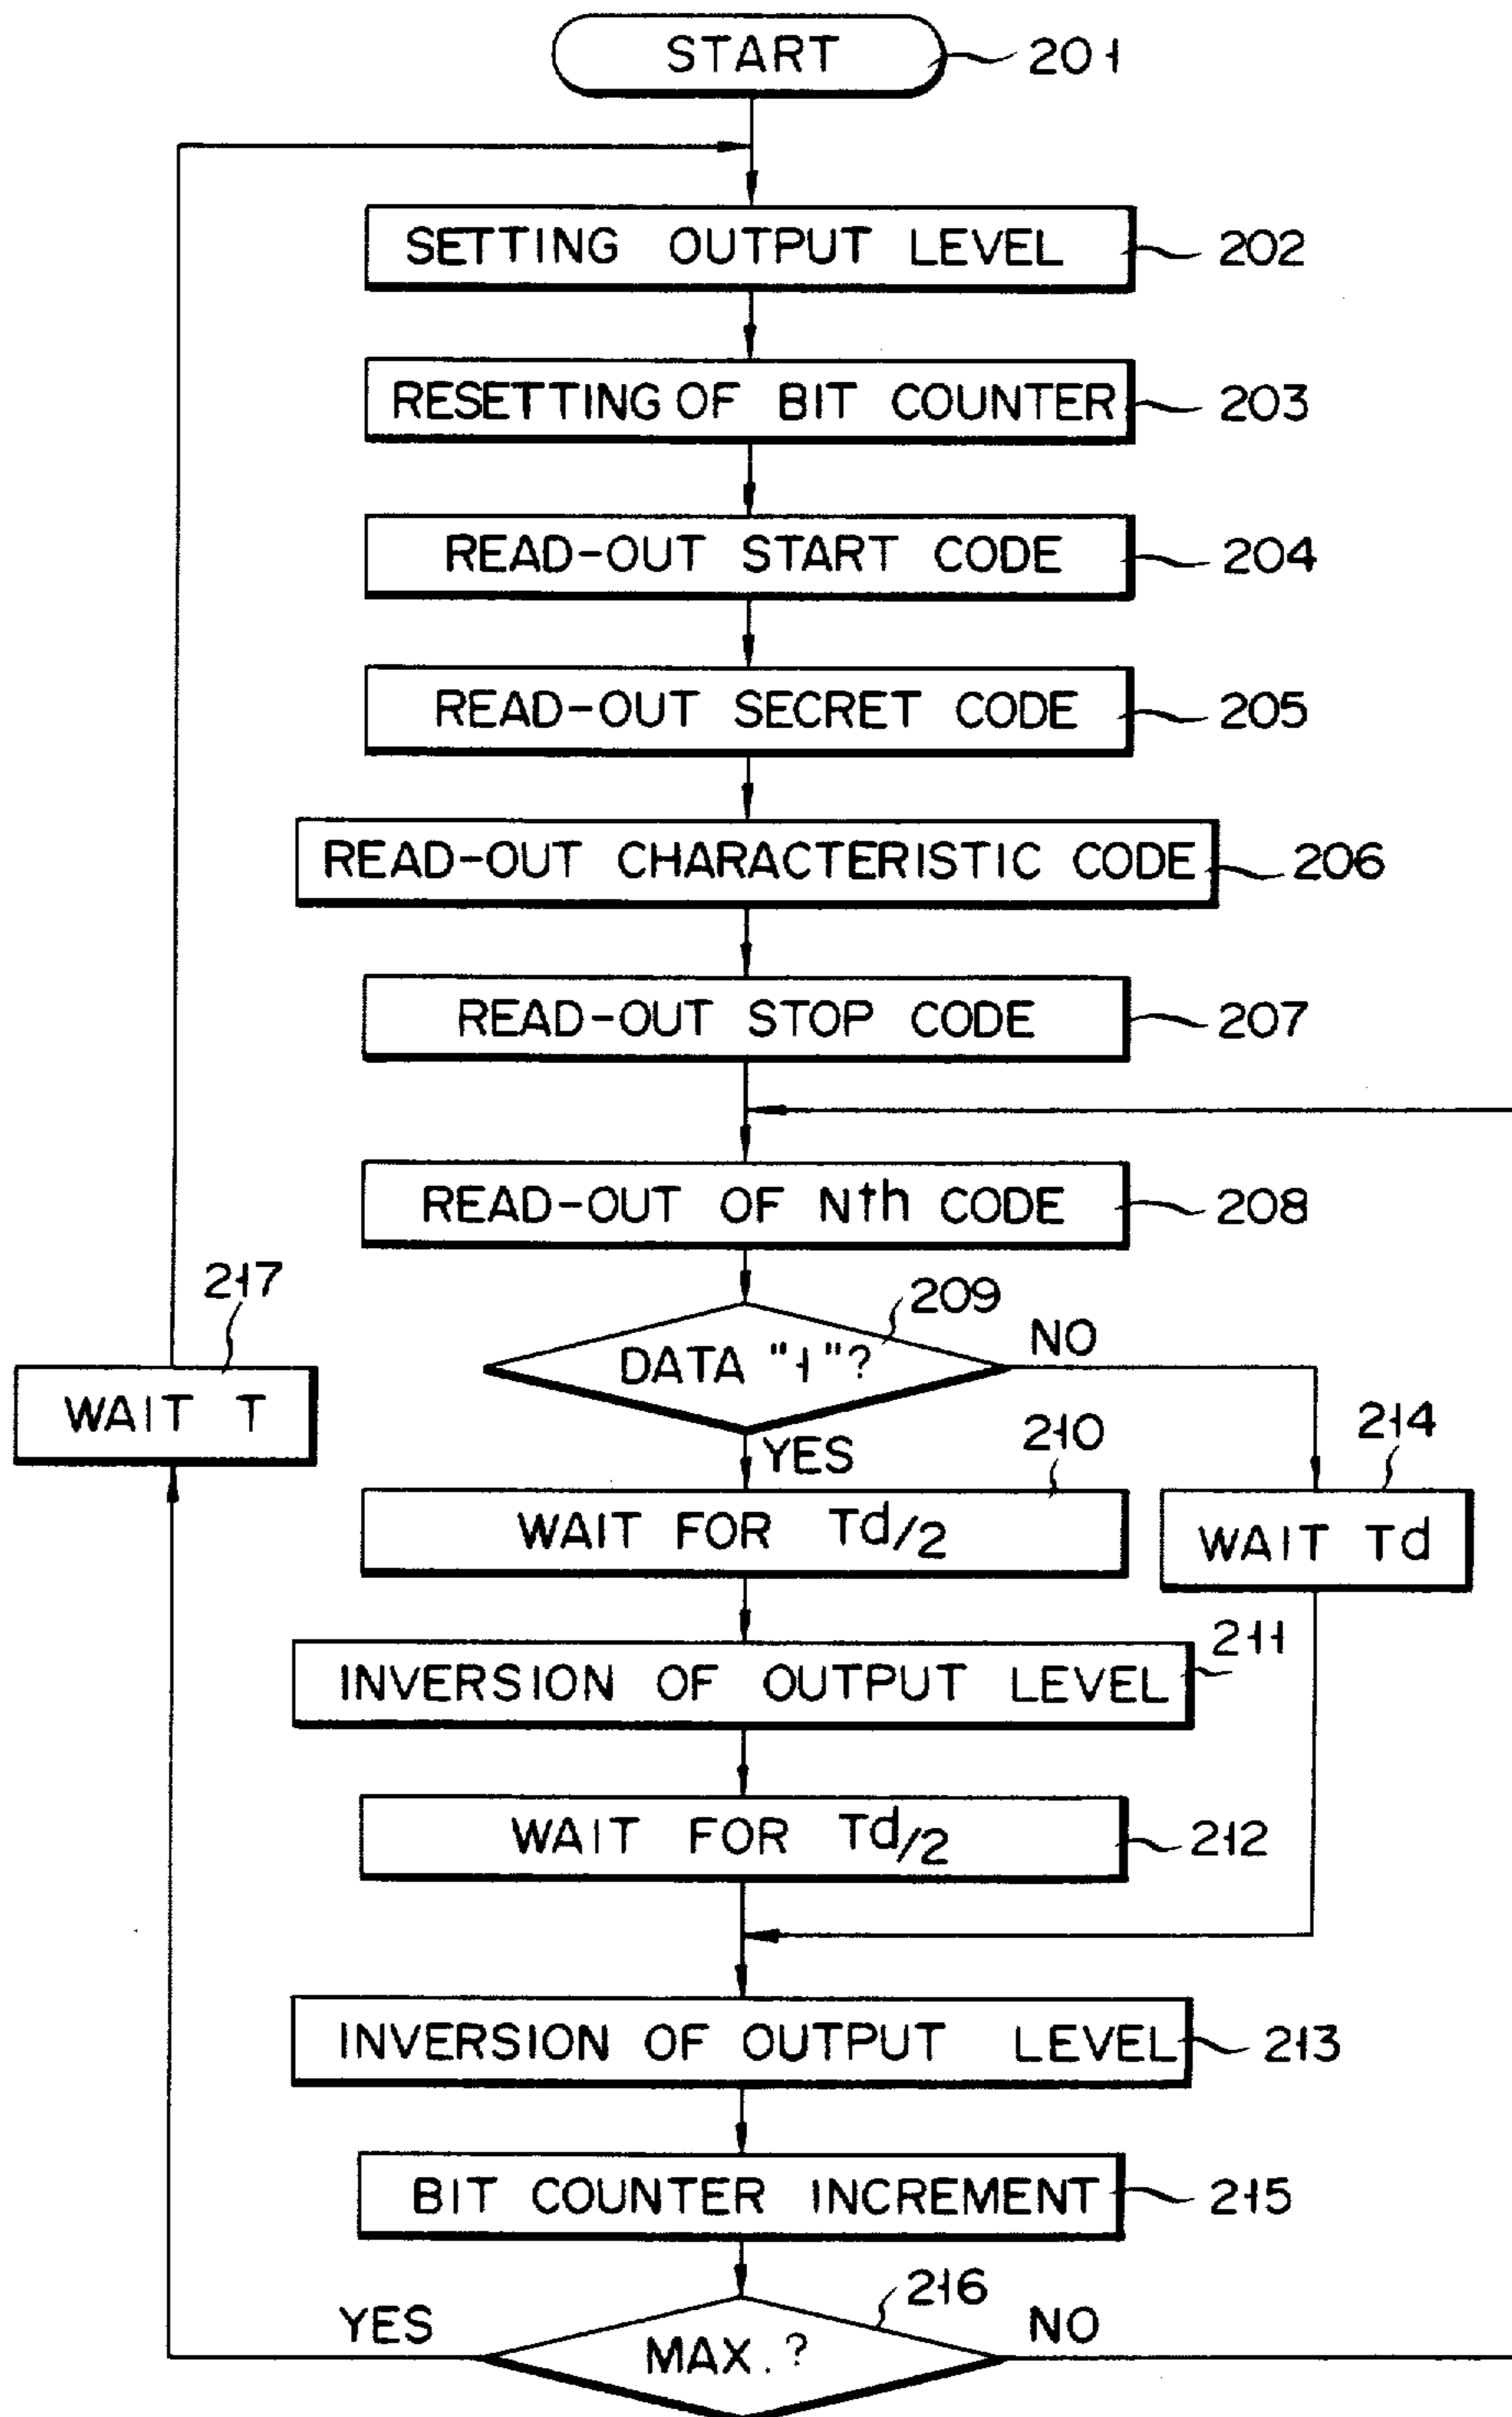 START 201
SETTING OUTPUT LEVEL 202
RESETTING OF BIT COUNTER 203
READ-OUT START CODE 204
READ-OUT SECRET CODE 205
READ-OUT CHARACTERISTIC CODE 206
READ-OUT STOP CODE 207
READ-OUT OF Nth CODE 208
217
209
DATA "1"?
NO
WAIT T
YES
210
214
WAIT FOR Td/2
WAIT Td
211
INVERSION OF OUTPUT LEVEL
WAIT FOR Td/2 212
INVERSION OF OUTPUT LEVEL 213
BIT COUNTER INCREMENT 215
216
YES
MAX.?
NO